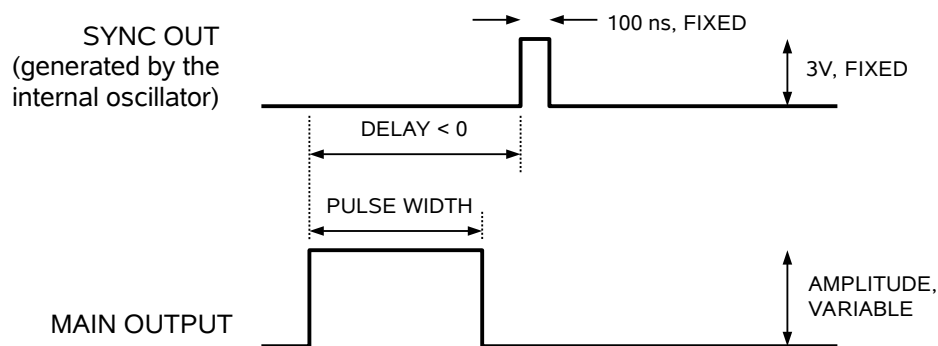 SYNC OUT
(generated by the
internal oscillator)
100 ns, FIXED
3V, FIXED
DELAY < 0
PULSE WIDTH
MAIN OUTPUT
AMPLITUDE,
VARIABLE